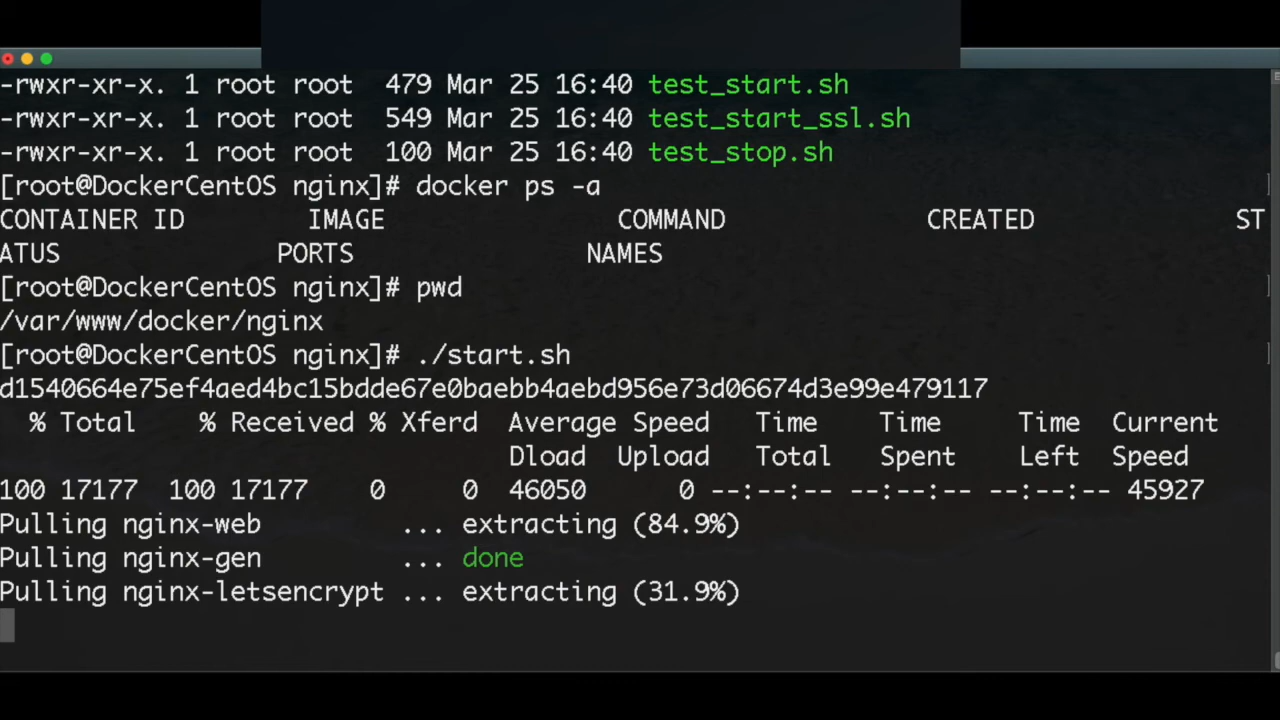 -rwxr-xr-x. 1 root root  479 Mar 25 16:40 test_start.sh
-rwxr-xr-x. 1 root root  549 Mar 25 16:40 test_start_ssl.sh
-rwxr-xr-x. 1 root root  100 Mar 25 16:40 test_stop.sh
[root@DockerCentOS nginx]# docker ps -a
CONTAINER ID        IMAGE               COMMAND             CREATED             ST
ATUS              PORTS               NAMES
[root@DockerCentOS nginx]# pwd
/var/www/docker/nginx
[root@DockerCentOS nginx]# ./start.sh
d1540664e75ef4aed4bc15bdde67e0baebb4aebd956e73d06674d3e99e479117
  % Total    % Received % Xferd  Average Speed   Time    Time     Time  Current
                                 Dload  Upload   Total   Spent    Left  Speed
100 17177  100 17177    0     0  46050      0 --:--:-- --:--:-- --:--:-- 45927
Pulling nginx-web         ... extracting (84.9%)
Pulling nginx-gen         ... done
Pulling nginx-letsencrypt ... extracting (31.9%)